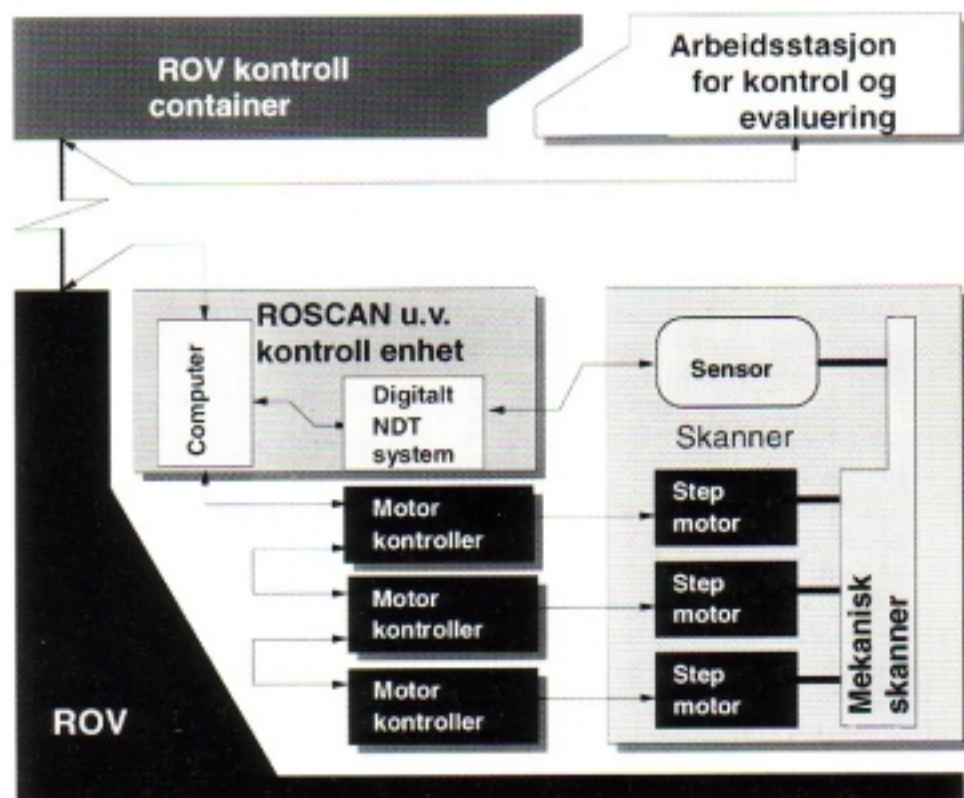 ROV kontroll
container
Arbeidsstasjon
for kontrol og
evaluering
ROSCAN u.v.
kontroll enhet
Computer
Digitalt
NDT
system
Sensor
Skanner
Motor
kontroller
Step
motor
Motor
kontroller
Step
motor
Motor
kontroller
Step
motor
Mekanisk
skanner
ROV